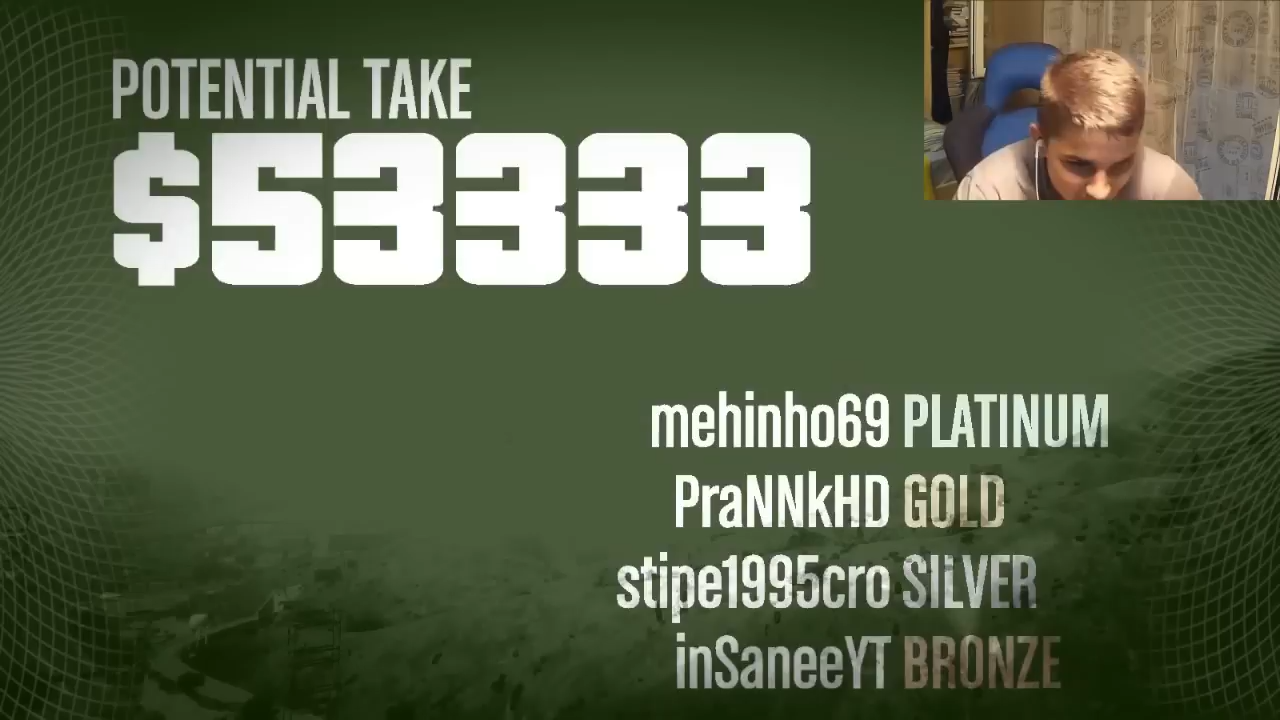 POTENTIAL TAKE
$53333
mehinho69 PLATINUM
PraNNkHD GOLD
stipe1995cro SILVER
inSaneeYT BRONZE